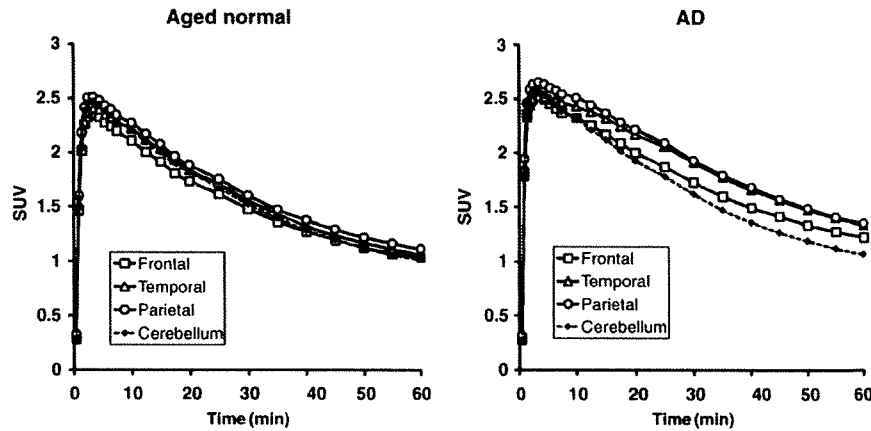 Aged normal
3
2.5
2
1.5
1
0.5
0
SUV
Frontal
Temporal
Parietal
Cerebellum
0 10 20 30 40 50 60
Time (min)
AD
3
2.5
2
1.5
1
0.5
0
SUV
Frontal
Temporal
Parietal
Cerebellum
0 10 20 30 40 50 60
Time (min)